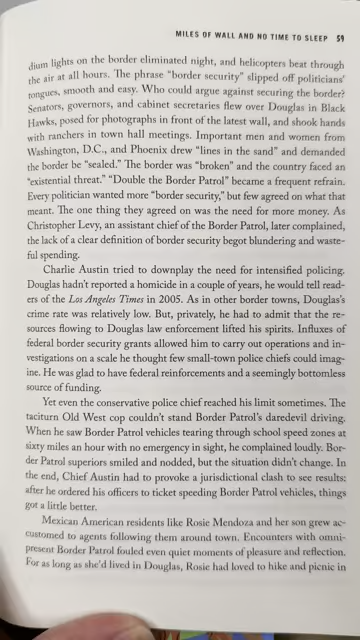 MILES OF WALL AND NO TIME TO SLEEP 59
dium lights on the border eliminated night, and helicopters beat through
the air at all hours. The phrase "border security" slipped off politicians'
tongues, smooth and easy. Who could argue against securing the border?
Senators, governors, and cabinet secretaries flew over Douglas in Black
Hawks, posed for photographs in front of the latest wall, and shook hands
with ranchers in town hall meetings. Important men and women from
Washington, D.C., and Phoenix drew "lines in the sand" and demanded
the border be "sealed." The border was "broken" and the country faced an
"existential threat." "Double the Border Patrol" became a frequent refrain.
Every politician wanted more "border security," but few agreed on what that
meant. The one thing they agreed on was the need for more money. As
Christopher Levy, an assistant chief of the Border Patrol, later complained,
the lack of a clear definition of border security begot blundering and waste-
ful spending.
Charlie Austin tried to downplay the need for intensified policing.
Douglas hadn't reported a homicide in a couple of years, he would tell read-
ers of the Los Angeles Times in 2005. As in other border towns, Douglas's
crime rate was relatively low. But, privately, he had to admit that the re-
sources flowing to Douglas law enforcement lifted his spirits. Influxes of
federal border security grants allowed him to carry out operations and in-
vestigations on a scale he thought few small-town police chiefs could imag-
ine. He was glad to have federal reinforcements and a seemingly bottomless
source of funding.
Yet even the conservative police chief reached his limit sometimes. The
taciturn Old West cop couldn't stand Border Patrol's daredevil driving.
When he saw Border Patrol vehicles tearing through school speed zones at
sixty miles an hour with no emergency in sight, he complained loudly. Bor-
der Patrol superiors smiled and nodded, but the situation didn't change. In
the end, Chief Austin had to provoke a jurisdictional clash to see results:
after he ordered his officers to ticket speeding Border Patrol vehicles, things
got a little better.
Mexican American residents like Rosie Mendoza and her son grew ac-
customed to agents following them around town. Encounters with omni-
present Border Patrol fouled even quiet moments of pleasure and reflection.
For as long as she'd lived in Douglas, Rosie had loved to hike and picnic in